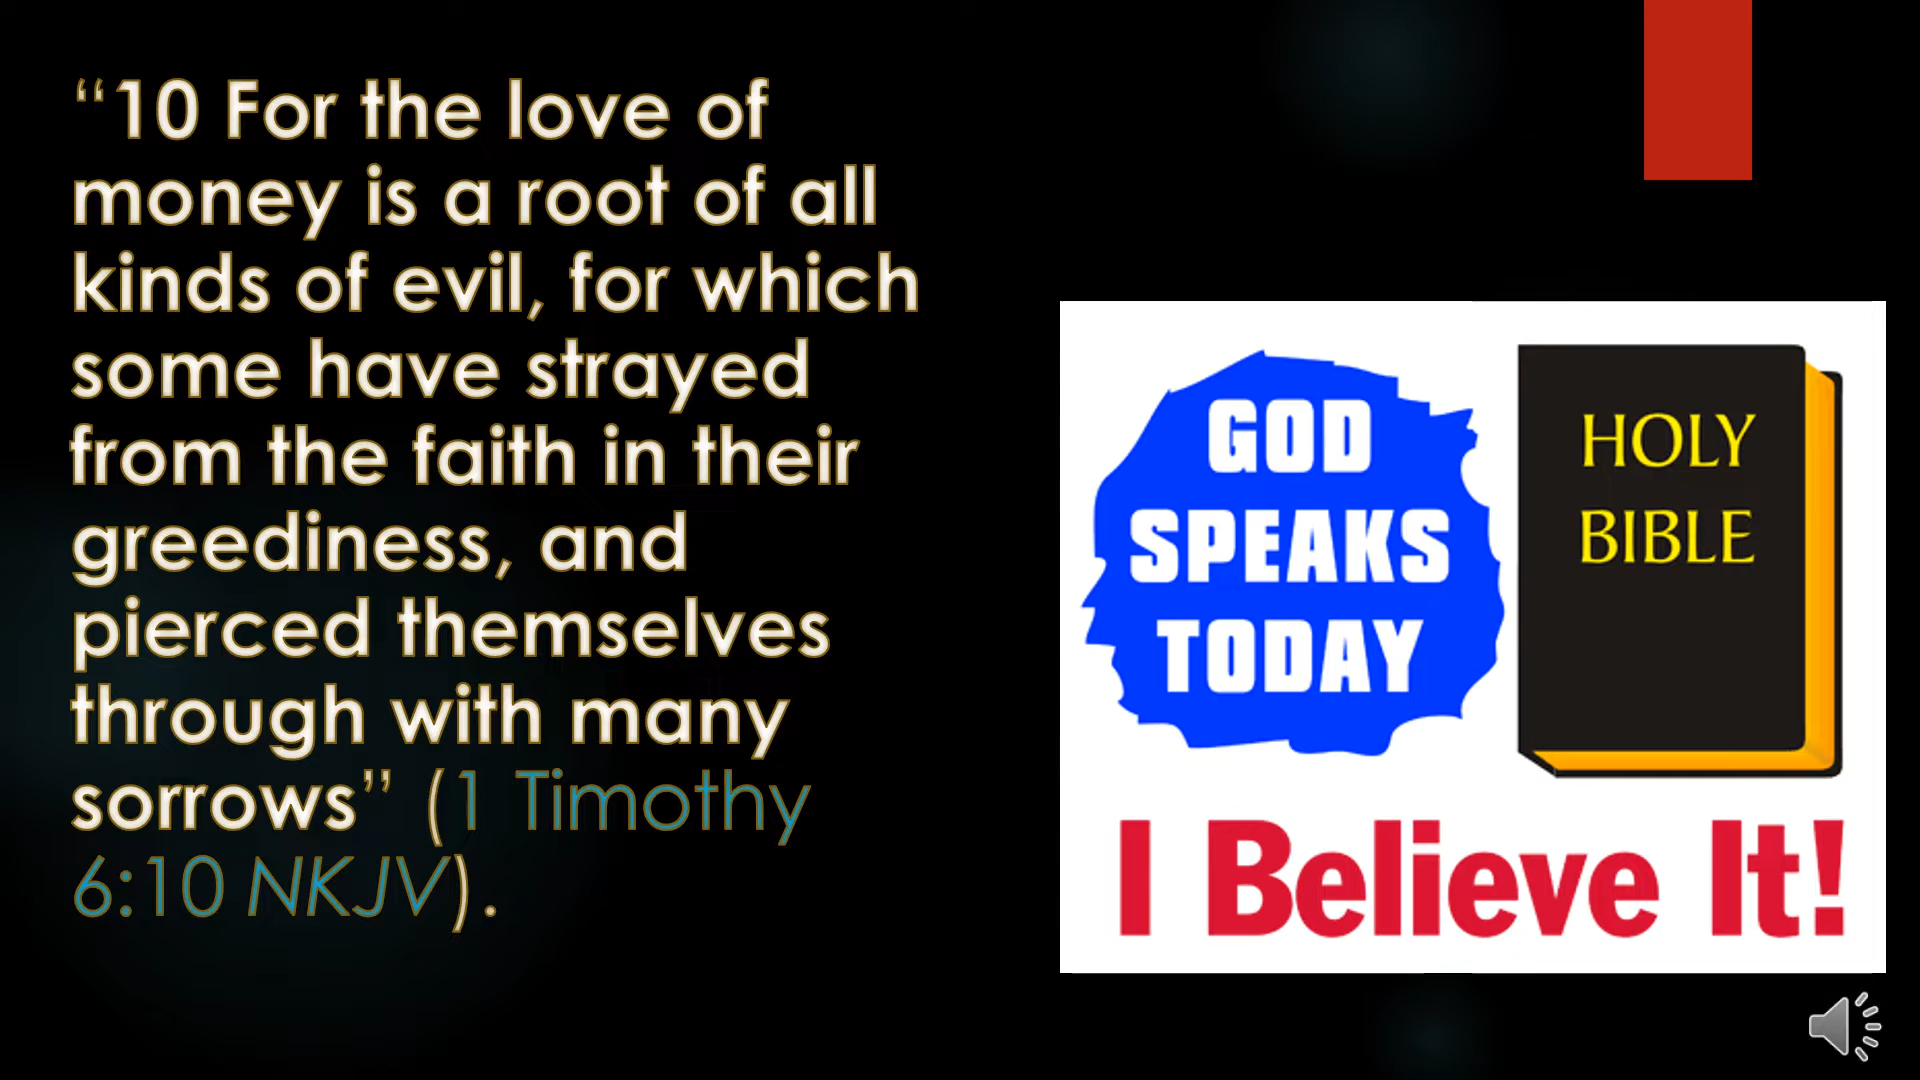 “10 For the love of
money is a root of all
kinds of evil, for which
some have strayed
from the faith in their
greediness, and
pierced themselves
through with many
sorrows” (1 Timothy
6:10 NKJV).
GOD
SPEAKS
TODAY
HOLY
BIBLE
I Believe It!